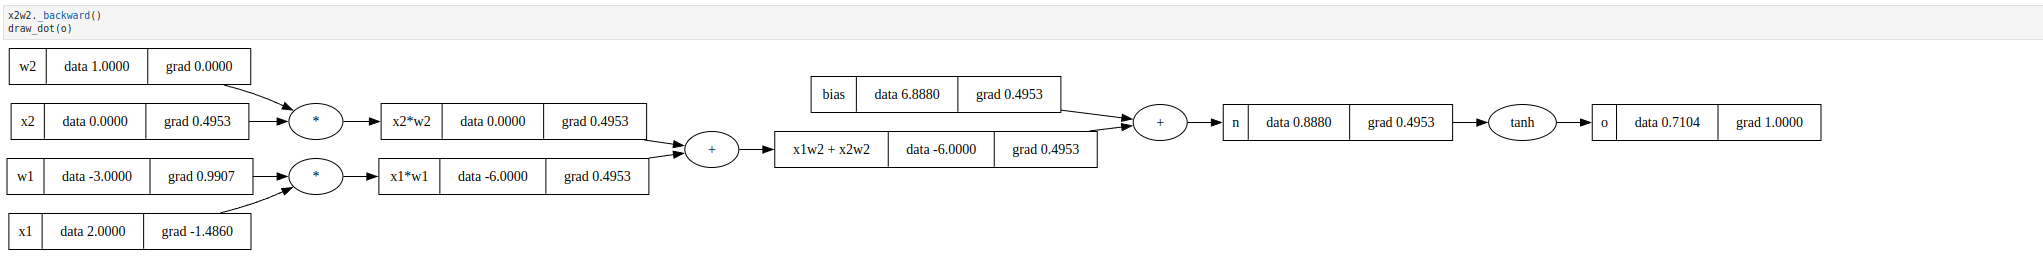 x2w2._backward()
draw_dot(o)
w2 data 1.0000 grad 0.0000
x2 data 0.0000 grad 0.4953
w1 data -3.0000 grad 0.9907
x1 data 2.0000 grad -1.4860
*
*
x2*w2 data 0.0000 grad 0.4953
x1*w1 data -6.0000 grad 0.4953
+
bias data 6.8880 grad 0.4953
x1w2 + x2w2 data -6.0000 grad 0.4953
+
n data 0.8880 grad 0.4953
tanh
o data 0.7104 grad 1.0000